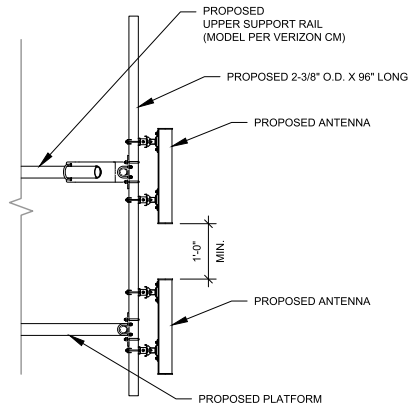 PROPOSED
UPPER SUPPORT RAIL
(MODEL PER VERIZON CM)
PROPOSED 2-3/8" O.D. X 96" LONG
PROPOSED ANTENNA
1'-0"
MIN.
PROPOSED ANTENNA
PROPOSED PLATFORM